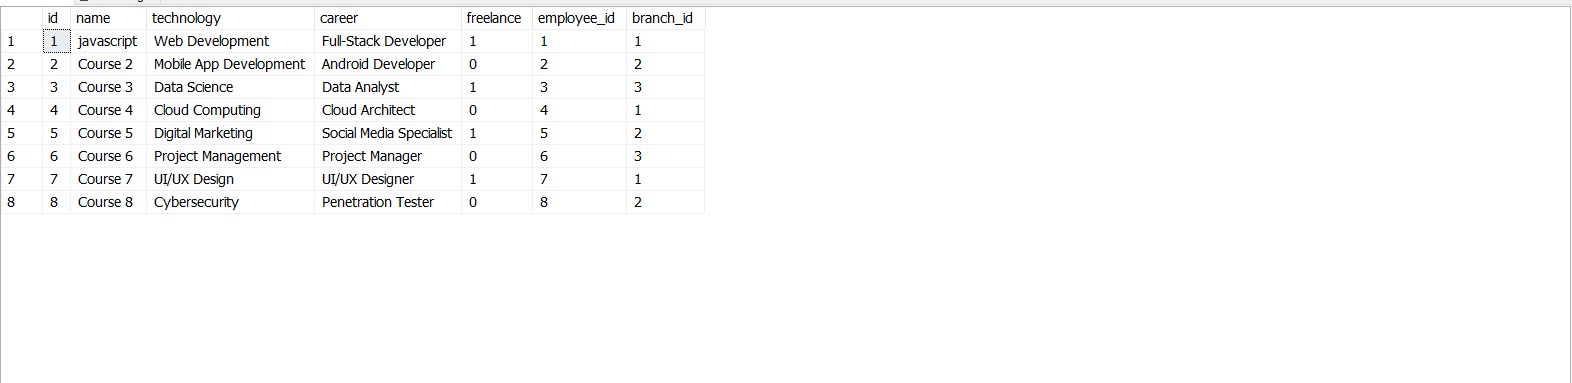 id name technology career freelance employee_id branch_id
1 1 javascript Web Development Full-Stack Developer 1 1 1
2 2 Course 2 Mobile App Development Android Developer 0 2 2
3 3 Course 3 Data Science Data Analyst 1 3 3
4 4 Course 4 Cloud Computing Cloud Architect 0 4 1
5 5 Course 5 Digital Marketing Social Media Specialist 1 5 2
6 6 Course 6 Project Management Project Manager 0 6 3
7 7 Course 7 UI/UX Design UI/UX Designer 1 7 1
8 8 Course 8 Cybersecurity Penetration Tester 0 8 2